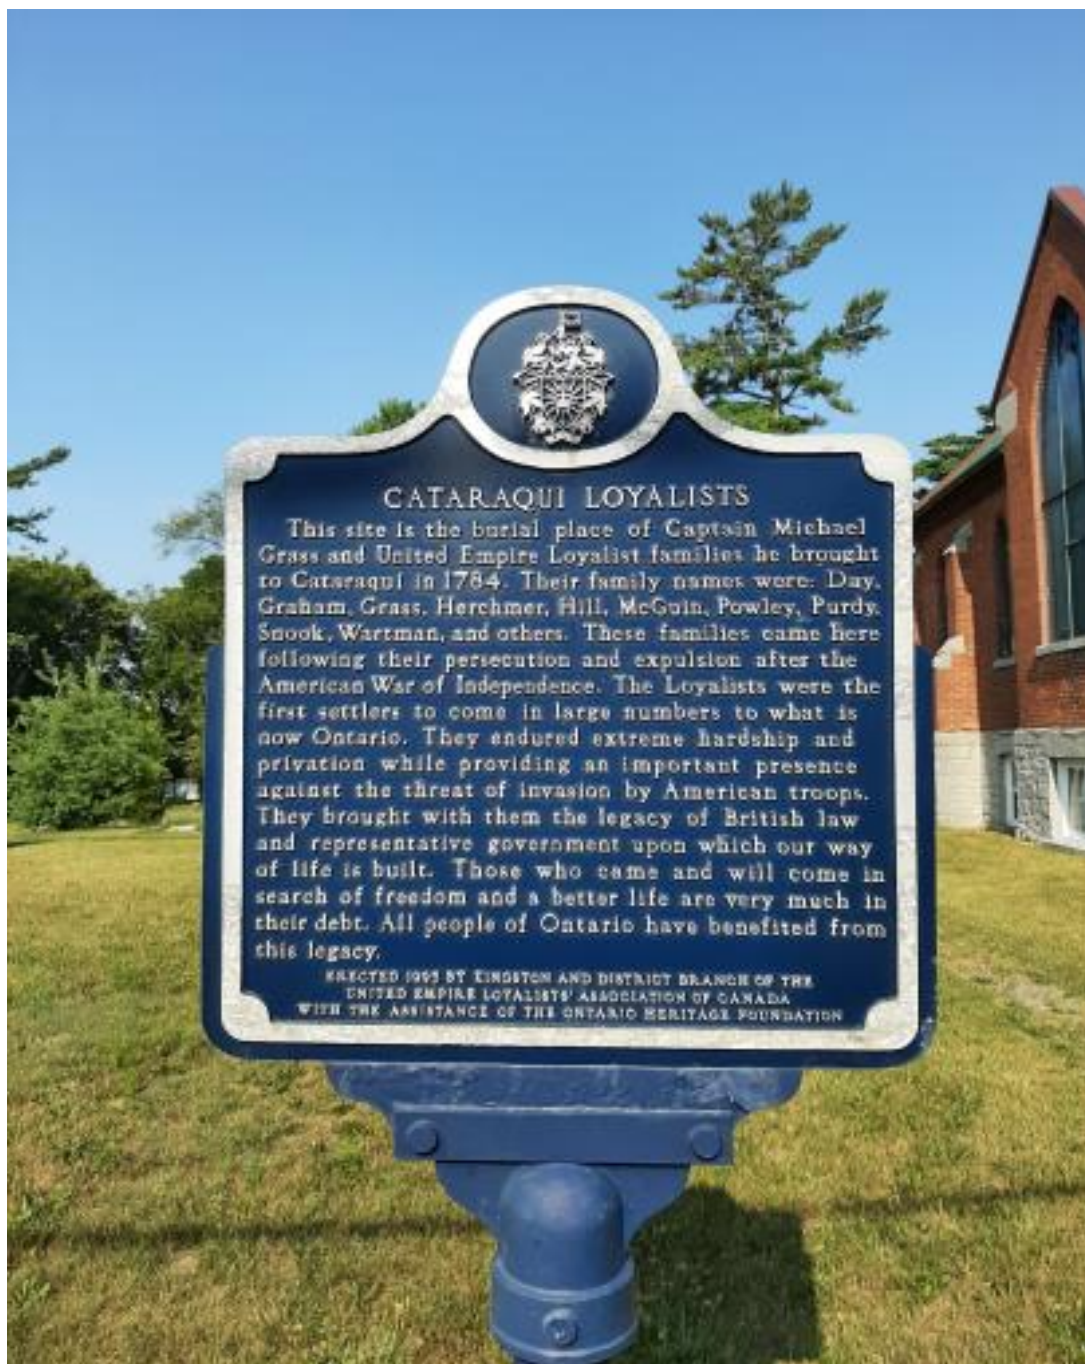 CATARAQUI LOYALISTS
This site is the burial place of Captain Michael
Grass and United Empire Loyalist families he brought
to Cataraqui in 1784. Their family names were: Day,
Graham, Grass, Herchmer, Hill, McGuin, Powley, Purdy,
Snook, Wartman, and others. These families came here
following their persecution and expulsion after the
American War of Independence. The Loyalists were the
first settlers to come in large numbers to what is
now Ontario. They endured extreme hardship and
privation while providing an important presence
against the threat of invasion by American troops.
They brought with them the legacy of British law
and representative government upon which our way
of life is built. Those who came and will come in
search of freedom and a better life are very much in
their debt. All people of Ontario have benefited from
this legacy.
ERECTED 1995 BY KINGSTON AND DISTRICT BRANCH OF THE
UNITED EMPIRE LOYALISTS' ASSOCIATION OF CANADA
WITH THE ASSISTANCE OF THE ONTARIO HERITAGE FOUNDATION